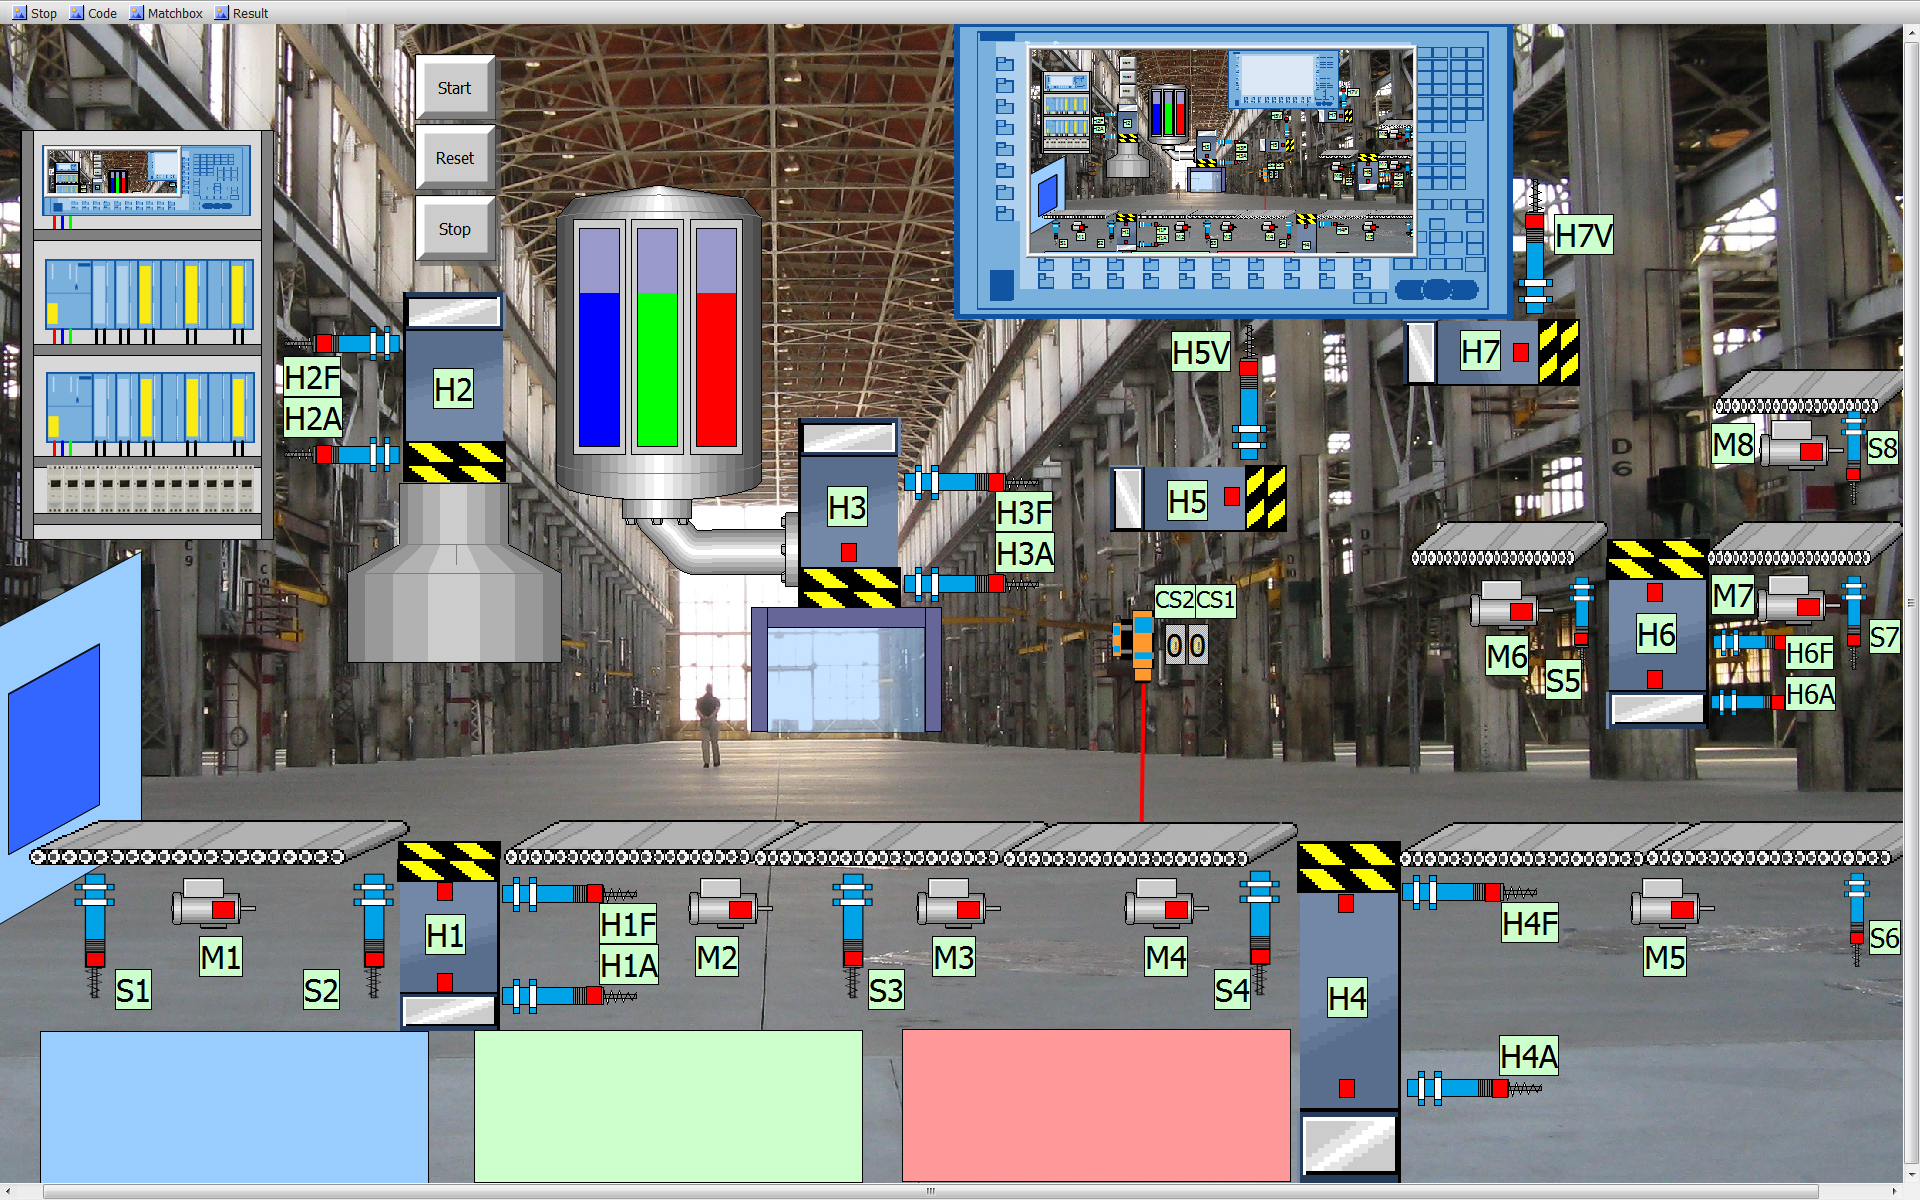 Stop Code Matchbox Result
Start
Reset
Stop
H7V
H5V
H7
H2F
H2
H2A
M8
S8
D
6
H3
H5
H3F
H3A
CS2 CS1
M7
H6
S7
M6
H6F
S5
H6A
00
H1
H1F
H4F
S6
M1
M2
M3
M4
M5
H1A
S1
S2
S3
S4
H4
H4A